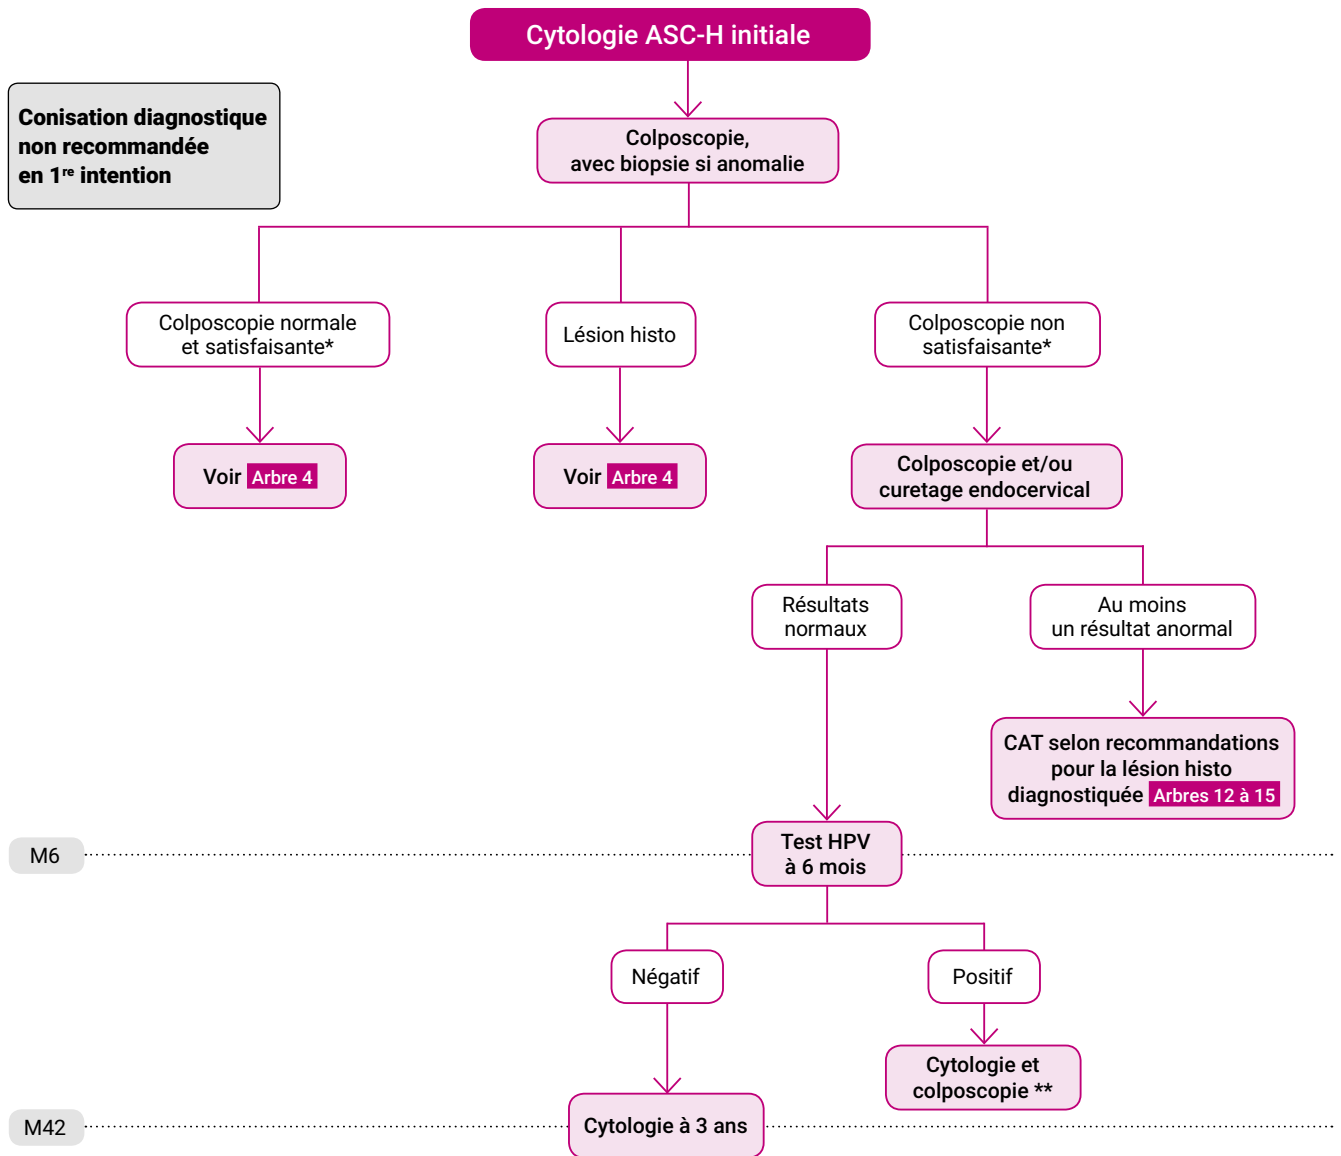 Cytologie ASC-H initiale
Conisation diagnostique
non recommandée
en 1re intention
Colposcopie,
avec biopsie si anomalie
Colposcopie normale
et satisfaisante*
Lésion histo
Colposcopie non
satisfaisante*
Voir Arbre 4
Voir Arbre 4
Colposcopie et/ou
curetage endocervical
Résultats
normaux
Au moins
un résultat anormal
CAT selon recommandations
pour la lésion histo
diagnostiquée Arbres 12 à 15
M6
Test HPV
à 6 mois
Négatif
Positif
Cytologie et
colposcopie **
M42
Cytologie à 3 ans